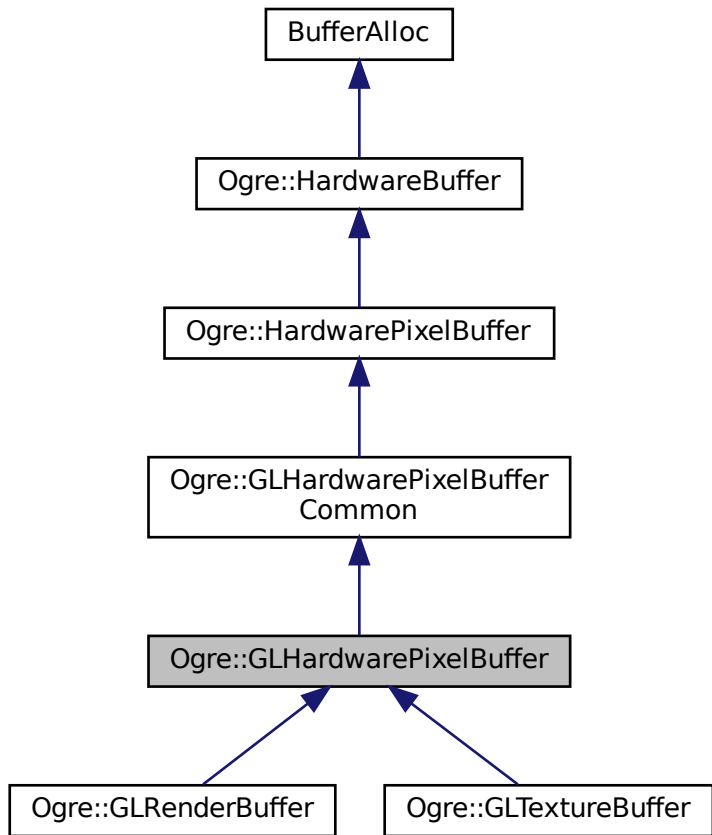 BufferAlloc
Ogre::HardwareBuffer
Ogre::HardwarePixelBuffer
Ogre::GLHardwarePixelBuffer
Common
Ogre::GLHardwarePixelBuffer
Ogre::GLRenderBuffer
Ogre::GLTextureBuffer